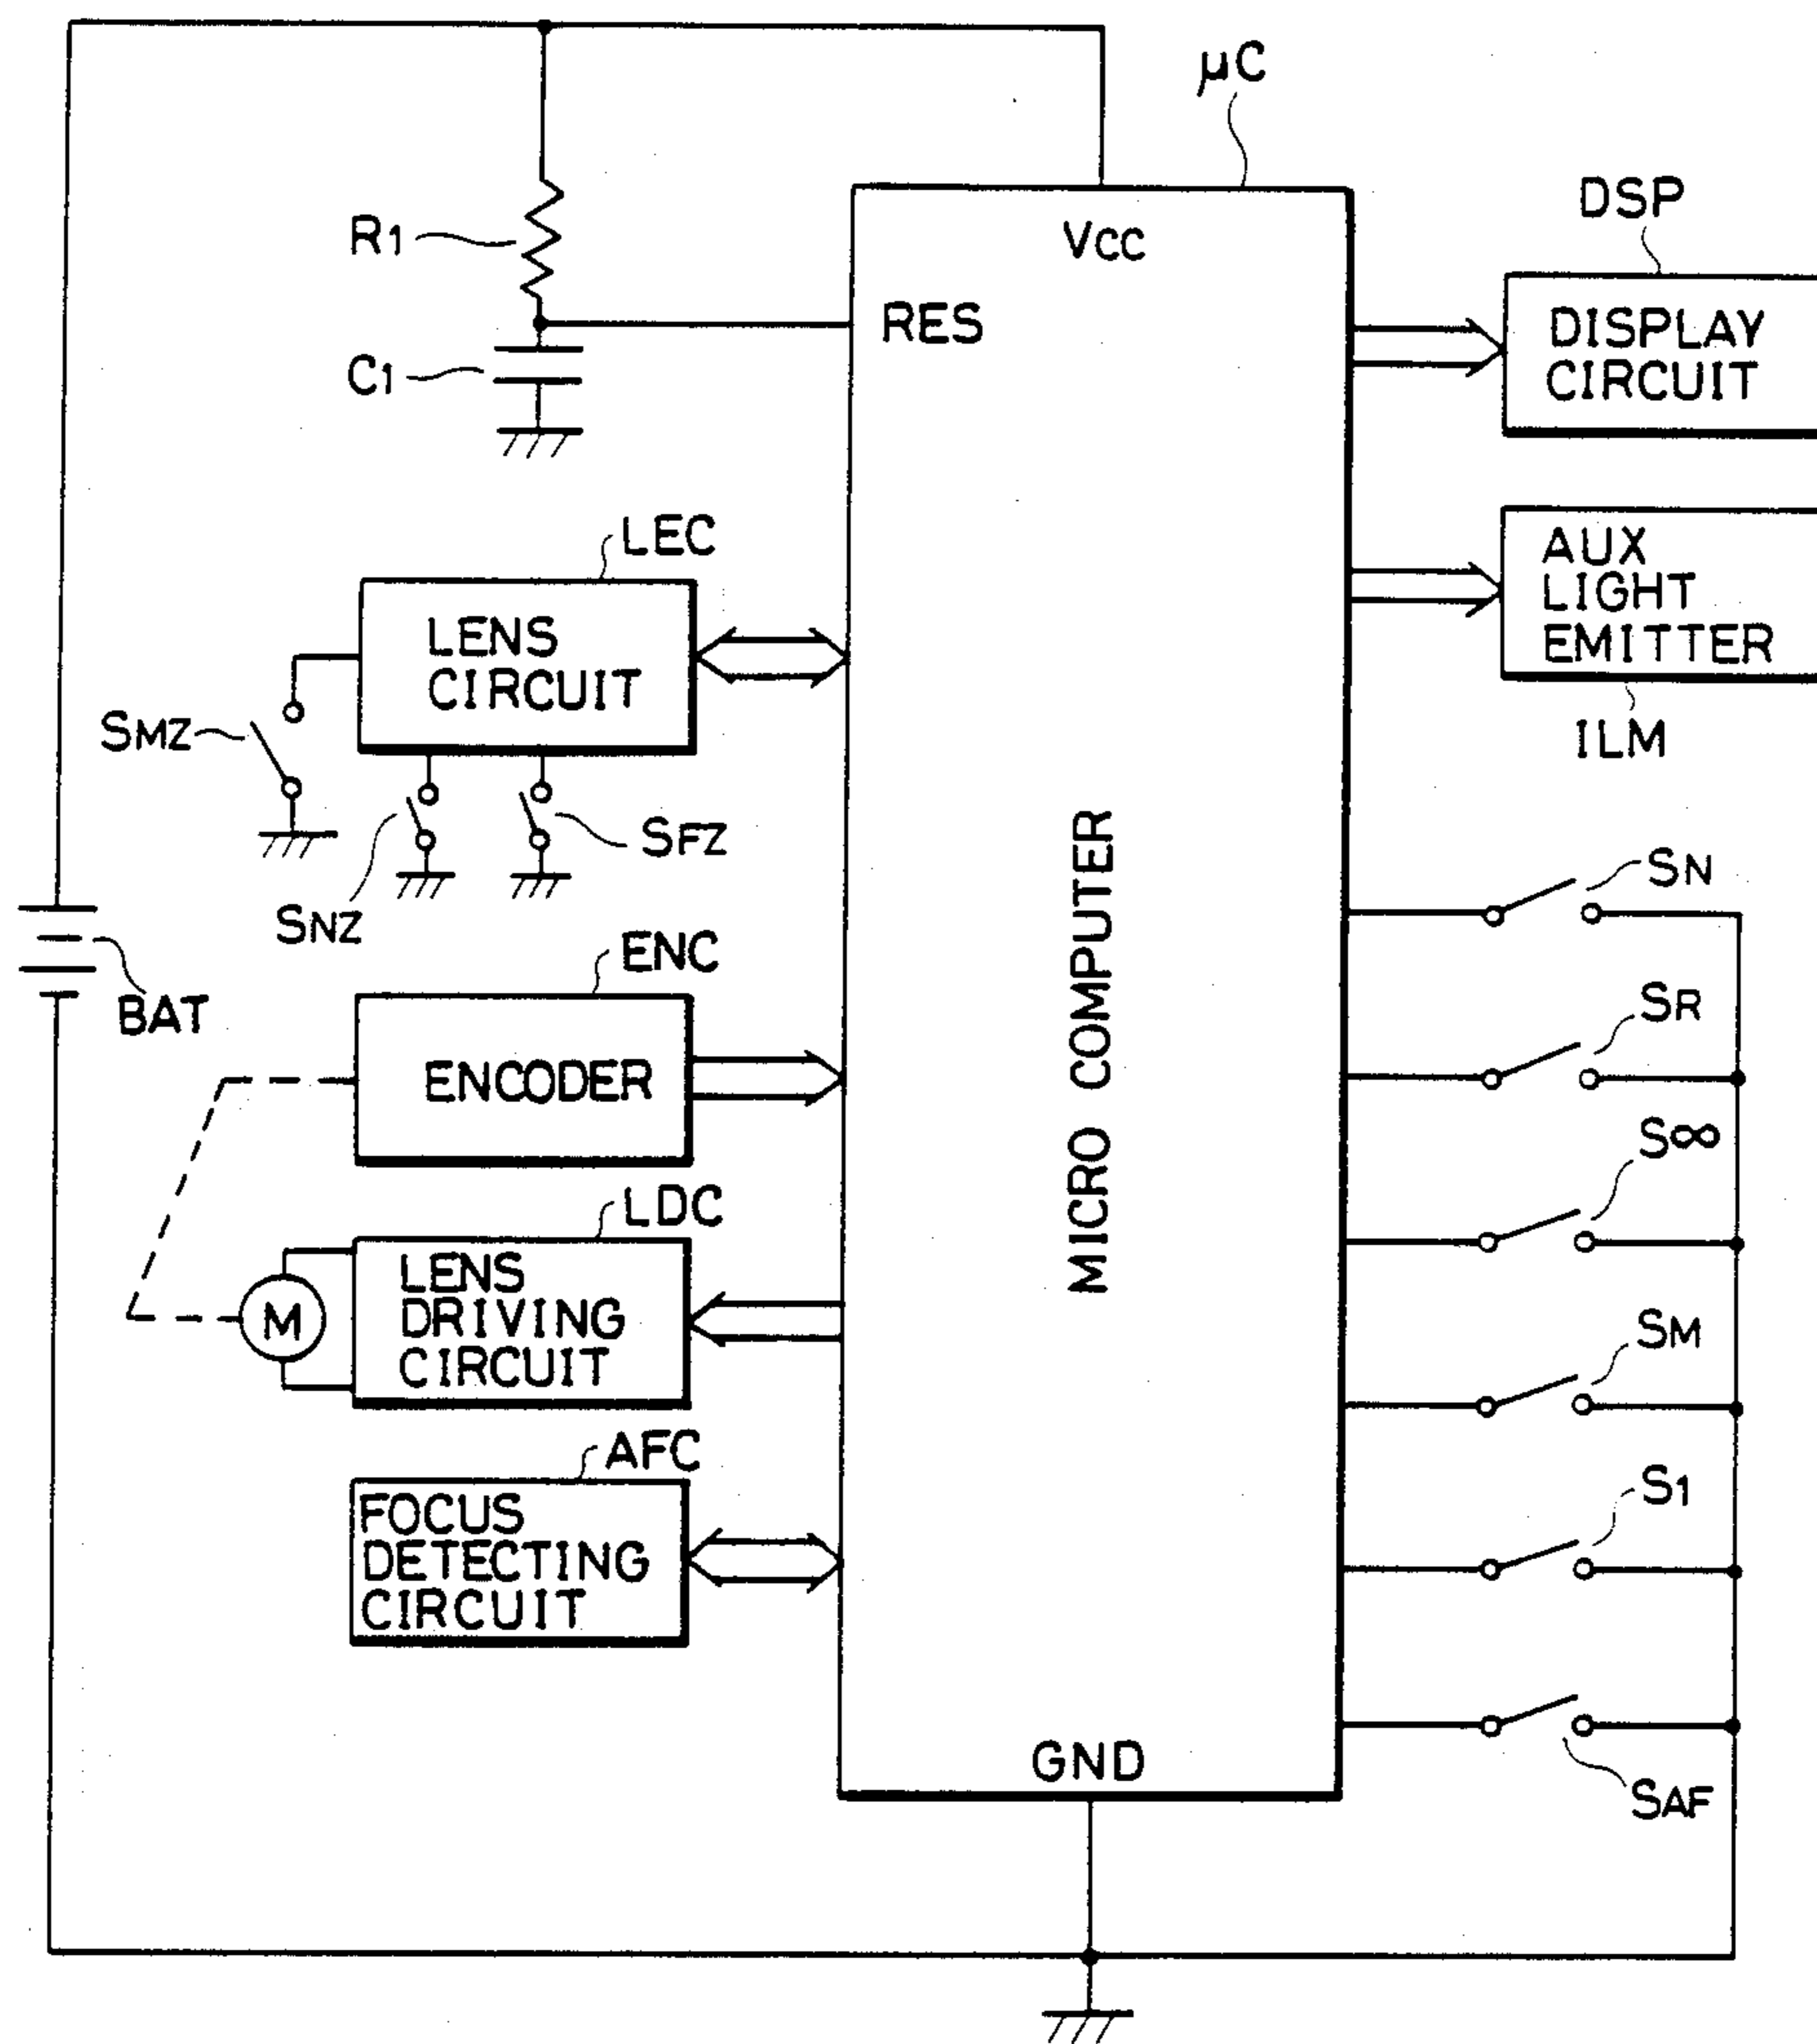 μC
DSP
R1
VCC
RES
DISPLAY
CIRCUIT
C1
LEC
AUX
LIGHT
EMITTER
LENS
CIRCUIT
SMZ
ILM
SFZ
SNZ
SN
ENC
BAT
SR
ENCODER
MICRO COMPUTER
S∞
LDC
LENS
DRIVING
CIRCUIT
M
SM
AFC
S1
FOCUS
DETECTING
CIRCUIT
GND
SAF